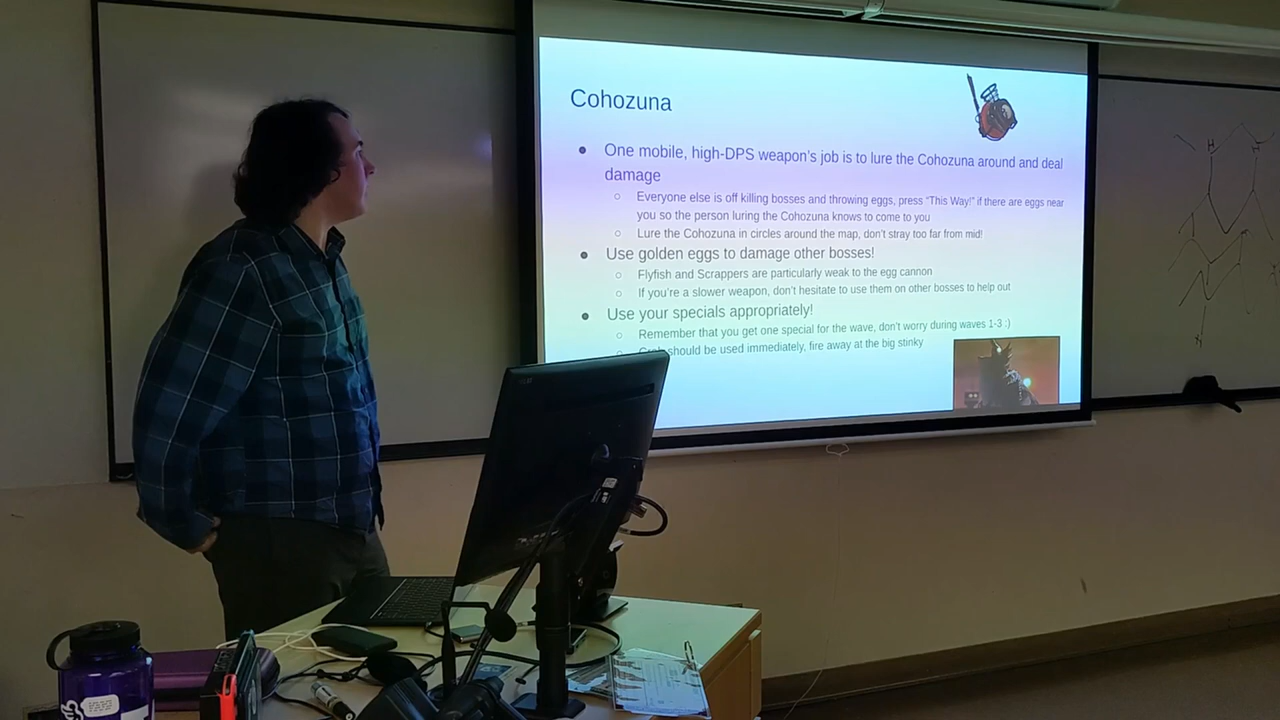 Cohozuna
One mobile, high-DPS weapon's job is to lure the Cohozuna around and deal
damage
Everyone else is off killing bosses and throwing eggs, press "This Way!" if there are eggs near
you so the person luring the Cohozuna knows to come to you
Lure the Cohozuna in circles around the map, don't stray too far from mid!
Use golden eggs to damage other bosses!
Flyfish and Scrappers are particularly weak to the egg cannon
If you're a slower weapon, don't hesitate to use them on other bosses to help out
Use your specials appropriately!
Remember that you get one special for the wave, don't worry during waves 1-3 :)
should be used immediately, fire away at the big stinky